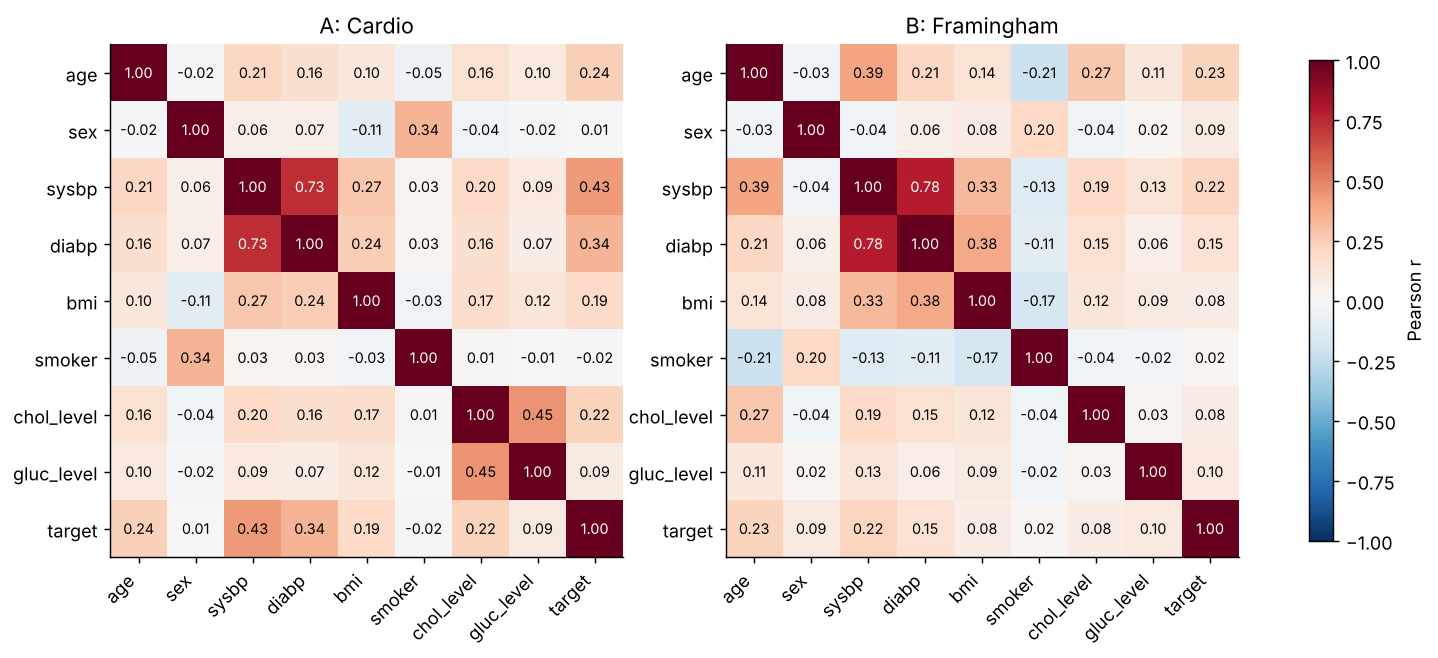 A: Cardio
age 1.00 -0.02 0.21 0.16 0.10 -0.05 0.16 0.10 0.24
sex -0.02 1.00 0.06 0.07 -0.11 0.34 -0.04 -0.02 0.01
sysbp 0.21 0.06 1.00 0.73 0.27 0.03 0.20 0.09 0.43
diabp 0.16 0.07 0.73 1.00 0.24 0.03 0.16 0.07 0.34
bmi 0.10 -0.11 0.27 0.24 1.00 -0.03 0.17 0.12 0.19
smoker -0.05 0.34 0.03 0.03 -0.03 1.00 0.01 -0.01 -0.02
chol_level 0.16 -0.04 0.20 0.16 0.17 0.01 1.00 0.45 0.22
gluc_level 0.10 -0.02 0.09 0.07 0.12 -0.01 0.45 1.00 0.09
target 0.24 0.01 0.43 0.34 0.19 -0.02 0.22 0.09 1.00
age sex sysbp diabp bmi smoker chol_level gluc_level target
B: Framingham
age 1.00 -0.03 0.39 0.21 0.14 -0.21 0.27 0.11 0.23
sex -0.03 1.00 -0.04 0.06 0.08 0.20 -0.04 0.02 0.09
sysbp 0.39 -0.04 1.00 0.78 0.33 -0.13 0.19 0.13 0.22
diabp 0.21 0.06 0.78 1.00 0.38 -0.11 0.15 0.06 0.15
bmi 0.14 0.08 0.33 0.38 1.00 -0.17 0.12 0.09 0.08
smoker -0.21 0.20 -0.13 -0.11 -0.17 1.00 -0.04 -0.02 0.02
chol_level 0.27 -0.04 0.19 0.15 0.12 -0.04 1.00 0.03 0.08
gluc_level 0.11 0.02 0.13 0.06 0.09 -0.02 0.03 1.00 0.10
target 0.23 0.09 0.22 0.15 0.08 0.02 0.08 0.10 1.00
age sex sysbp diabp bmi smoker chol_level gluc_level target
1.00
0.75
0.50
0.25
0.00
−0.25
−0.50
−0.75
−1.00
Pearson r